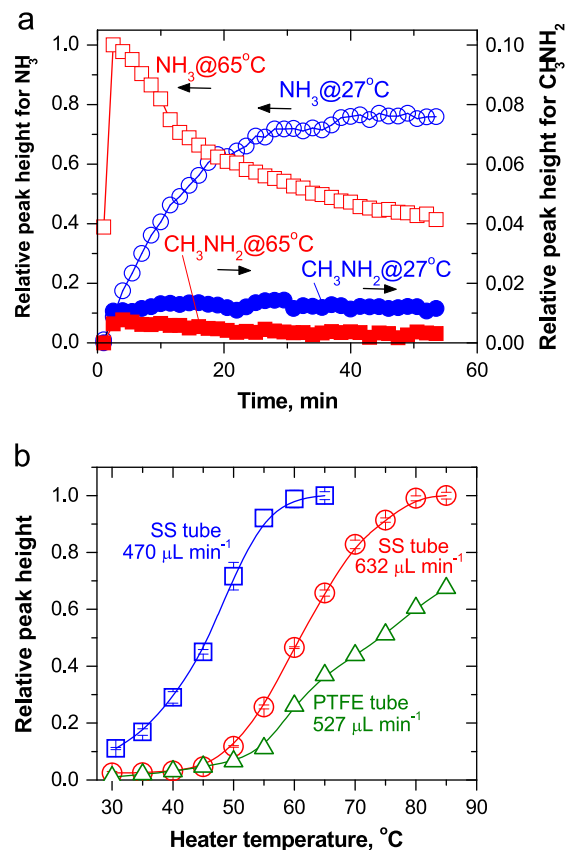 a
Relative peak height for NH3
Relative peak height for CH3NH2
1.0
0.8
0.6
0.4
0.2
0.0
0.10
0.08
0.06
0.04
0.02
0.00
NH3@65°C
NH3@27°C
CH3NH2@65°C
CH3NH2@27°C
0
20
40
60
Time, min
b
Relative peak height
1.0
0.8
0.6
0.4
0.2
0.0
SS tube
470 µL min-1
SS tube
632 µL min-1
PTFE tube
527 µL min-1
30
40
50
60
70
80
90
Heater temperature, °C